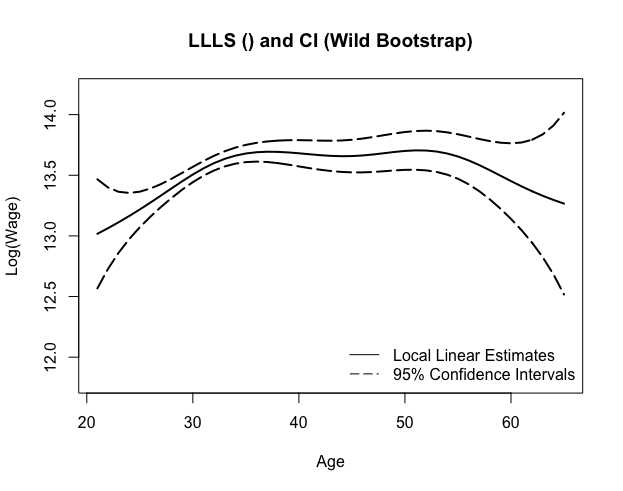 LLLS () and CI (Wild Bootstrap)
14.0
13.5
13.0
12.5
12.0
Log(Wage)
Local Linear Estimates
95% Confidence Intervals
20 30 40 50 60
Age